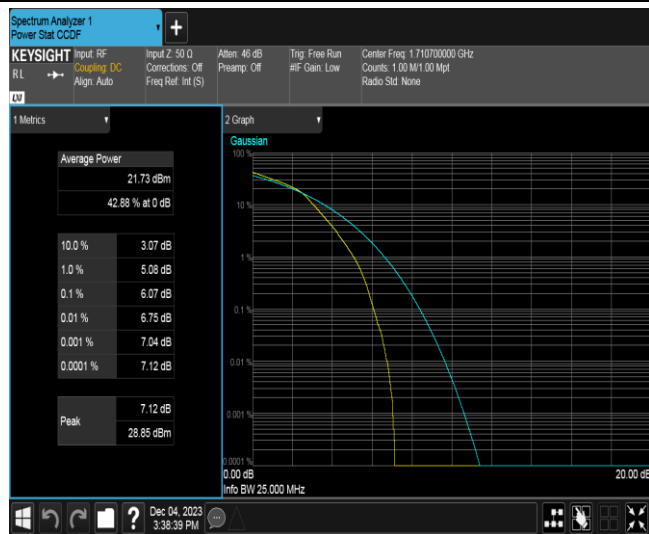 Spectrum Analyzer 1
Power Stat CCDF
+
KEYSIGHT
RL
LXI
Input: RF
Coupling: DC
Align: Auto
Input Z: 50 Ω
Corrections: Off
Freq Ref: Int (S)
Atten: 46 dB
Preamp: Off
Trig: Free Run
#IF Gain: Low
Center Freq: 1.710700000 GHz
Counts: 1.00 M/1.00 Mpt
Radio Std: None
1 Metrics
Average Power
21.73 dBm
42.88 % at 0 dB
10.0 % 3.07 dB
1.0 % 5.08 dB
0.1 % 6.07 dB
0.01 % 6.75 dB
0.001 % 7.04 dB
0.0001 % 7.12 dB
Peak 7.12 dB
28.85 dBm
2 Graph
Gaussian
100 %
10 %
1 %
0.1 %
0.01 %
0.001 %
0.0001 %
0.00 dB
20.00 dB
Info BW 25.000 MHz
?
Dec 04, 2023
3:38:39 PM